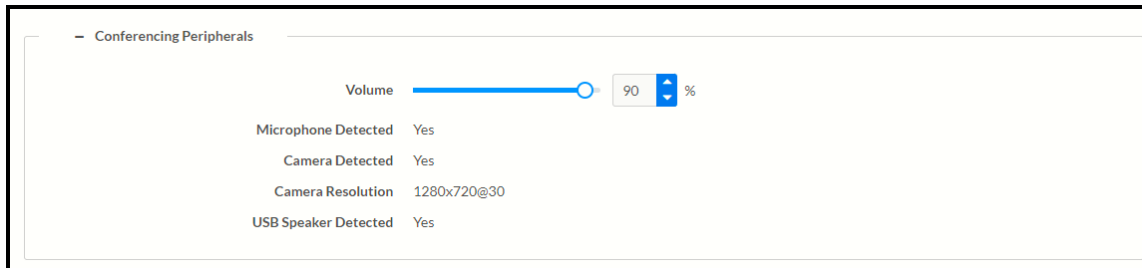 – Conferencing Peripherals
Volume 90 %
Microphone Detected Yes
Camera Detected Yes
Camera Resolution 1280x720@30
USB Speaker Detected Yes